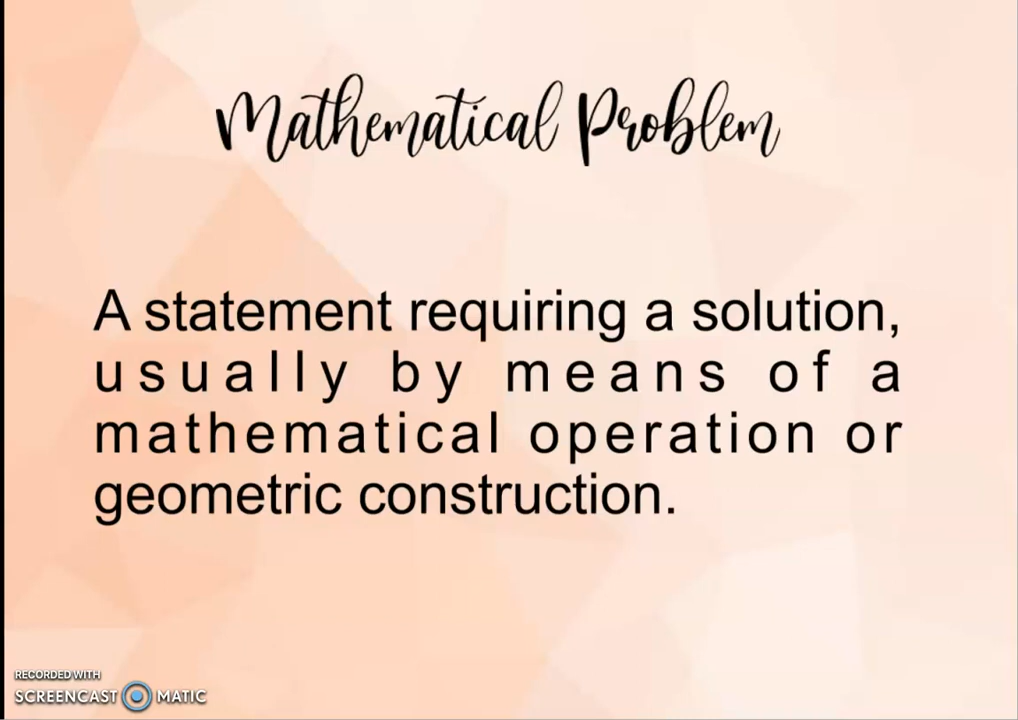 Mathematical Problem
A statement requiring a solution,
usually by means of a
mathematical operation or
geometric construction.
RECORDED WITH
SCREENCAST MATIC